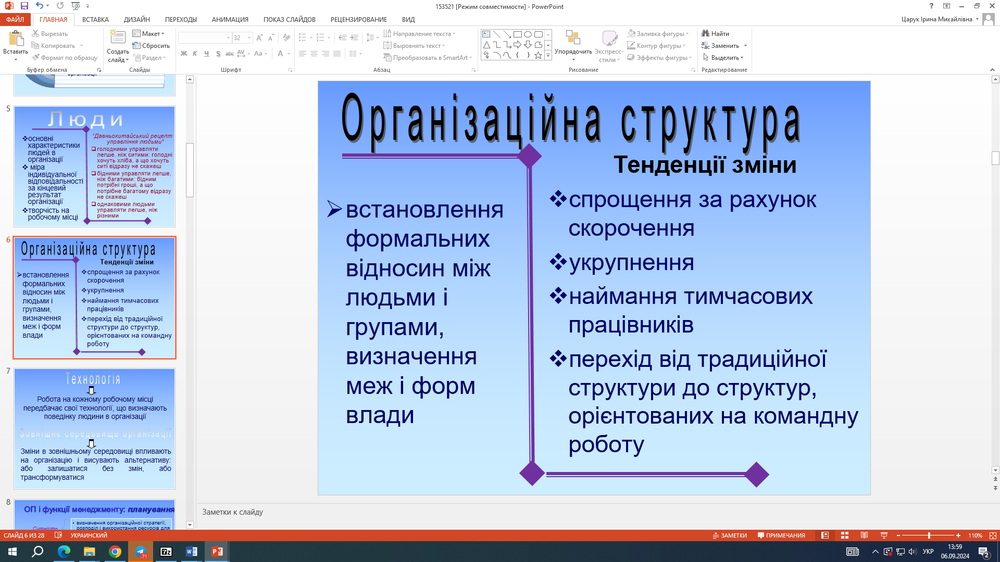 153521 [Режим совместимости] - PowerPoint
ФАЙЛ ГЛАВНАЯ ВСТАВКА ДИЗАЙН ПЕРЕХОДЫ АНИМАЦИЯ ПОКАЗ СЛАЙДОВ РЕЦЕНЗИРОВАНИЕ ВИД
Царук Ірина Михайлівна
Вставить
Вырезать
Копировать
Формат по образцу
Буфер обмена
Создать
слайд
Макет
Сбросить
Раздел
Слайды
32
Ж К Ч S abc AV Aa A
Шрифт
Направление текста
Выровнять текст
Преобразовать в SmartArt
Абзац
Упорядочить
Экспресс-
стили
Заливка фигуры
Контур фигуры
Эффекты фигуры
Рисование
Найти
Заменить
Выделить
Редактирование
організації
5
Люди
основні
характеристики
людей в
організації
міра
індивідуальної
відповідальності
за кінцевий
результат
організації
творчість на
робочому місці
"Давньокитайський рецепт
управління людьми"
голодними управляти
легше, ніж ситими: голодні
хочуть хліба, а що хочуть
ситі відразу не скажеш
бідними управляти легше,
ніж багатими: бідним
потрібні гроші, а що
потрібне багатому відразу
не скажеш
однаковими людьми
управляти легше, ніж
різними
6
Організаційна структура
Тенденції зміни
встановлення
формальних
відносин між
людьми і
групами,
визначення
меж і форм
влади
спрощення за рахунок
скорочення
укрупнення
наймання тимчасових
працівників
перехід від традиційної
структури до структур,
орієнтованих на командну
роботу
7
Технологія
Робота на кожному робочому місці
передбачає свої технології, що визначають
поведінку людини в організації
Зовнішнє середовище організації
Зміни в зовнішньому середовищі впливають
на організацію і висувають альтернативу:
або залишатися без змін, або
трансформуватися
8
ОП і функції менеджменту: планування
Сутність
визначення організаційної стратегії,
розподіл і використання ресурсів для
Організаційна структура
Тенденції зміни
встановлення
формальних
відносин між
людьми і
групами,
визначення
меж і форм
влади
спрощення за рахунок
скорочення
укрупнення
наймання тимчасових
працівників
перехід від традиційної
структури до структур,
орієнтованих на командну
роботу
Заметки к слайду
СЛАЙД 6 ИЗ 28 УКРАИНСКИЙ
ЗАМЕТКИ ПРИМЕЧАНИЯ 110%
УКР
13:59
06.09.2024
2